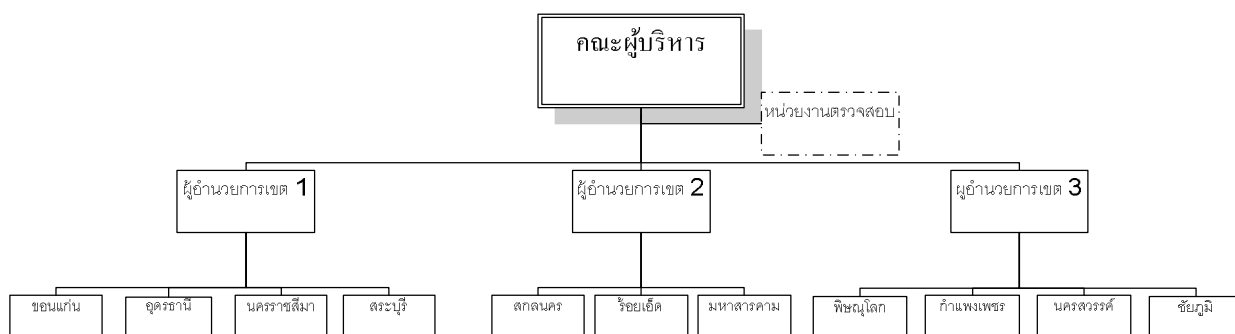 คณะผู้บริหาร
หน่วยงานตรวจสอบ
ผู้อำนวยการเขต 1
ผู้อำนวยการเขต 2
ผู้อำนวยการเขต 3
ขอนแก่น
อุดรธานี
นครราชสีมา
สระบุรี
สกลนคร
ร้อยเอ็ด
มหาสารคาม
พิษณุโลก
กำแพงเพชร
นครสวรรค์
ชัยภูมิ